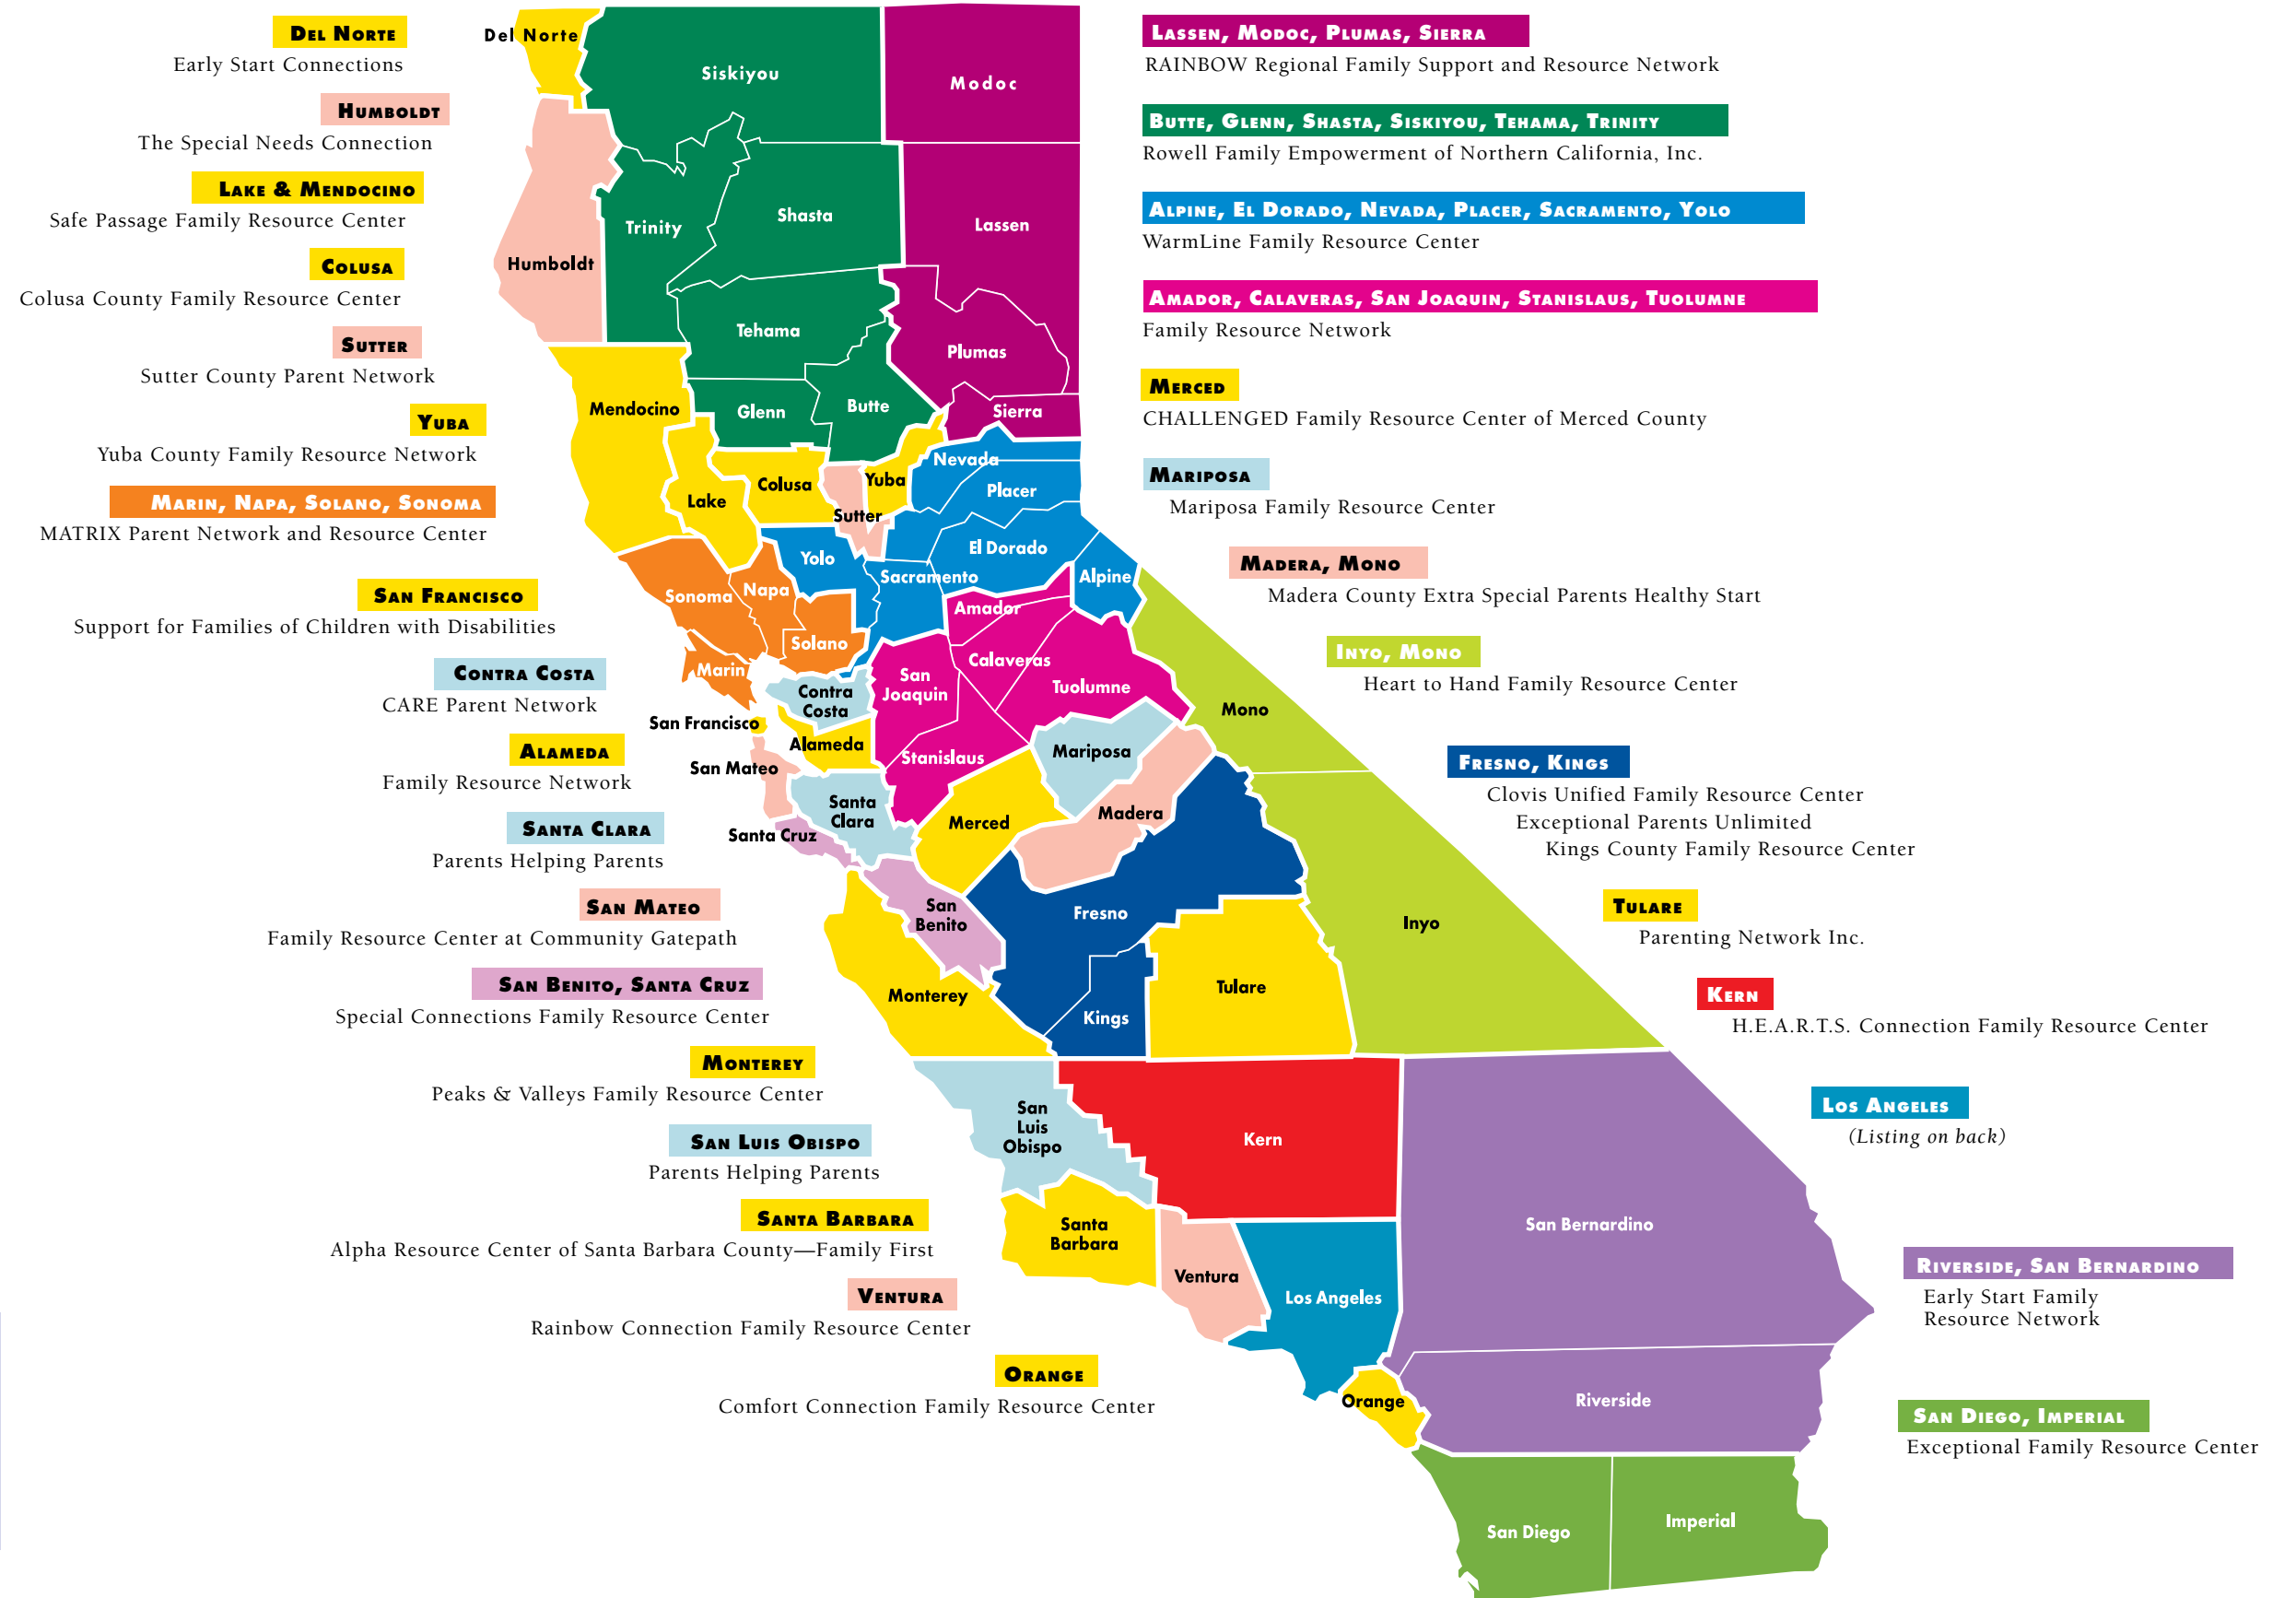 DEL NORTE
Early Start Connections
HUMBOLDT
The Special Needs Connection
LAKE & MENDOCINO
Safe Passage Family Resource Center
COLUSA
Colusa County Family Resource Center
SUTTER
Sutter County Parent Network
YUBA
Yuba County Family Resource Network
MARIN, NAPA, SOLANO, SONOMA
MATRIX Parent Network and Resource Center
SAN FRANCISCO
Support for Families of Children with Disabilities
CONTRA COSTA
CARE Parent Network
ALAMEDA
Family Resource Network
SANTA CLARA
Parents Helping Parents
SAN MATEO
Family Resource Center at Community Gatepath
SAN BENITO, SANTA CRUZ
Special Connections Family Resource Center
MONTEREY
Peaks & Valleys Family Resource Center
SAN LUIS OBISPO
Parents Helping Parents
SANTA BARBARA
Alpha Resource Center of Santa Barbara County—Family First
VENTURA
Rainbow Connection Family Resource Center
ORANGE
Comfort Connection Family Resource Center
Del Norte
Siskiyou
Modoc
Trinity
Shasta
Lassen
Humboldt
Tehama
Plumas
Mendocino
Glenn
Butte
Sierra
Nevada
Colusa
Yuba
Placer
Lake
Sutter
El Dorado
Yolo
Sacramento
Alpine
Sonoma
Napa
Amador
Solano
Calaveras
Marin
San
Joaquin
Tuolumne
Contra
Costa
Mono
San Francisco
Alameda
Mariposa
Stanislaus
San Mateo
Santa
Clara
Merced
Madera
Santa Cruz
San
Benito
Fresno
Inyo
Monterey
Tulare
Kings
San
Luis
Obispo
Kern
Santa
Barbara
San Bernardino
Ventura
Los Angeles
Orange
Riverside
San Diego
Imperial
LASSEN, MODOC, PLUMAS, SIERRA
RAINBOW Regional Family Support and Resource Network
BUTTE, GLENN, SHASTA, SISKIYOU, TEHAMA, TRINITY
Rowell Family Empowerment of Northern California, Inc.
ALPINE, EL DORADO, NEVADA, PLACER, SACRAMENTO, YOLO
WarmLine Family Resource Center
AMADOR, CALAVERAS, SAN JOAQUIN, STANISLAUS, TUOLUMNE
Family Resource Network
MERCED
CHALLENGED Family Resource Center of Merced County
MARIPOSA
Mariposa Family Resource Center
MADERA, MONO
Madera County Extra Special Parents Healthy Start
INYO, MONO
Heart to Hand Family Resource Center
FRESNO, KINGS
Clovis Unified Family Resource Center
Exceptional Parents Unlimited
Kings County Family Resource Center
TULARE
Parenting Network Inc.
KERN
H.E.A.R.T.S. Connection Family Resource Center
LOS ANGELES
(Listing on back)
RIVERSIDE, SAN BERNARDINO
Early Start Family
Resource Network
SAN DIEGO, IMPERIAL
Exceptional Family Resource Center